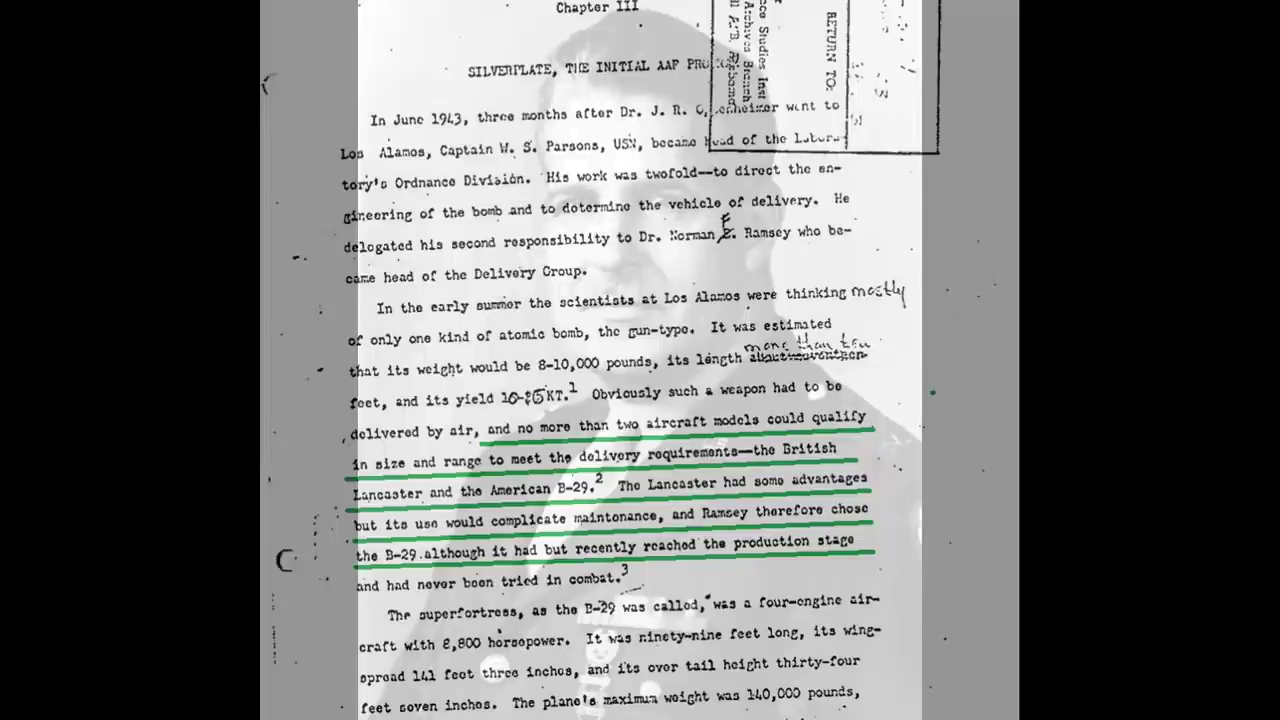 Chapter III
SILVERPLATE, THE INITIAL AAF
RETURN TO:
ace Studies Inst
Archives Branch
In June 1943, three months after Dr. J. R. went to
Los Alamos, Captain W. S. Parsons, USN, became head of the Labora-
tory's Ordnance Division. His work was twofold—to direct the en-
gineering of the bomb and to determine the vehicle of delivery. He
delegated his second responsibility to Dr. Norman F. Ramsey who be-
came head of the Delivery Group.
In the early summer the scientists at Los Alamos were thinking mostly
of only one kind of atomic bomb, the gun-type. It was estimated
more than ten
that its weight would be 8-10,000 pounds, its length
feet, and its yield KT.1 Obviously such a weapon had to be
delivered by air, and no more than two aircraft models could qualify
in size and range to meet the delivery requirements—the British
Lancaster and the American B-29.2 The Lancaster had some advantages
but its use would complicate maintonance, and Ramsey therefore chose
the B-29 although it had but recently reached the production stage
and had never been tried in combat.3
The superfortress, as the B-29 was called, was a four-engine air-
craft with 8,800 horsepower. It was ninety-nine feet long, its wing-
spread 141 feet three inches, and its over tail height thirty-four
feet seven inches. The plane's maximum weight was 140,000 pounds,